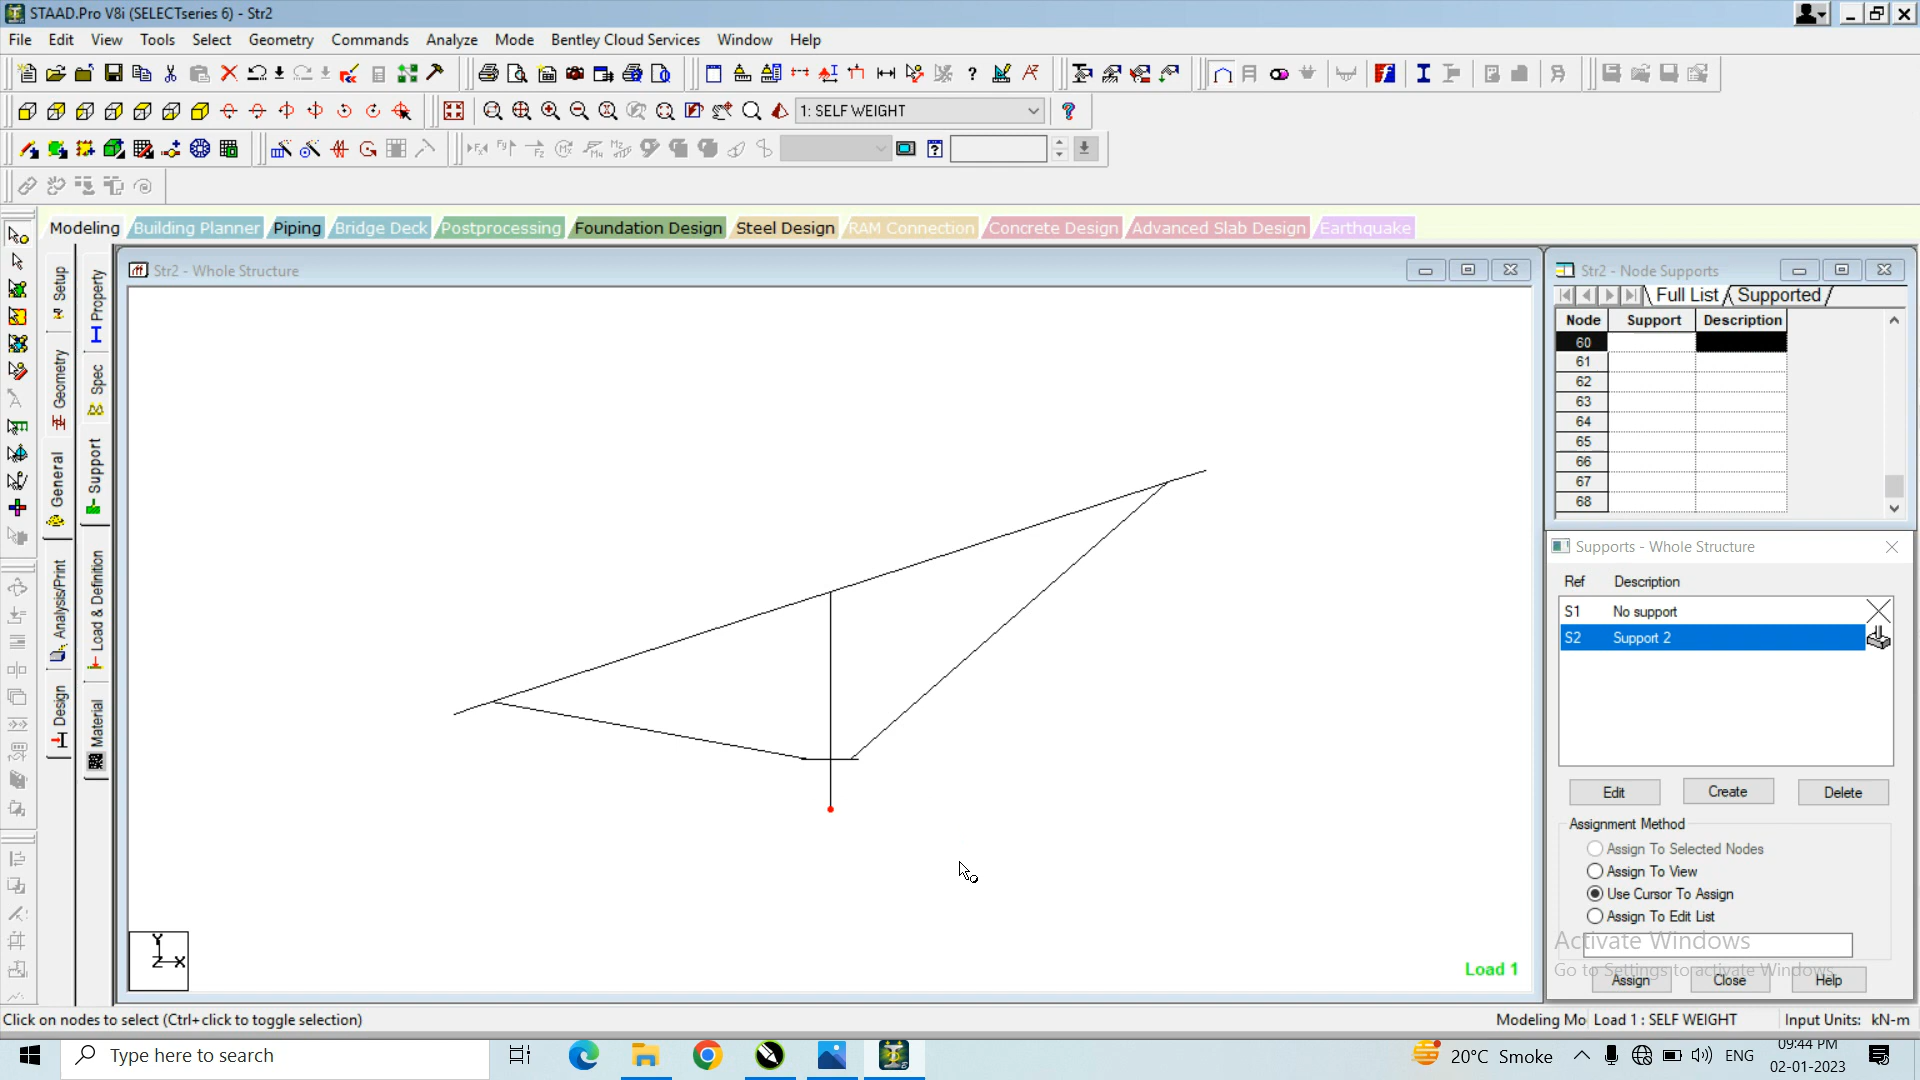 STAAD.Pro V8i (SELECTseries 6) - Str2
File Edit View Tools Select Geometry Commands Analyze Mode Bentley Cloud Services Window Help
1: SELF WEIGHT
Modeling Building Planner Piping Bridge Deck Postprocessing Foundation Design Steel Design RAM Connection Concrete Design Advanced Slab Design Earthquake
Setup
Geometry
General
Analysis/Print
Design
Property
Spec
Support
Load & Definition
Material
Str2 - Whole Structure
Y
Z X
Load 1
Str2 - Node Supports
Full List Supported
Node Support Description
60
61
62
63
64
65
66
67
68
Supports - Whole Structure
Ref Description
S1 No support
S2 Support 2
Edit Create Delete
Assignment Method
Assign To Selected Nodes
Assign To View
Use Cursor To Assign
Assign To Edit List
Activate Windows
Go to Settings to activate Windows.
Assign Close Help
Click on nodes to select (Ctrl+click to toggle selection)
Modeling Mo Load 1 : SELF WEIGHT Input Units: kN-m
Type here to search
20°C Smoke
ENG
09:44 PM
02-01-2023